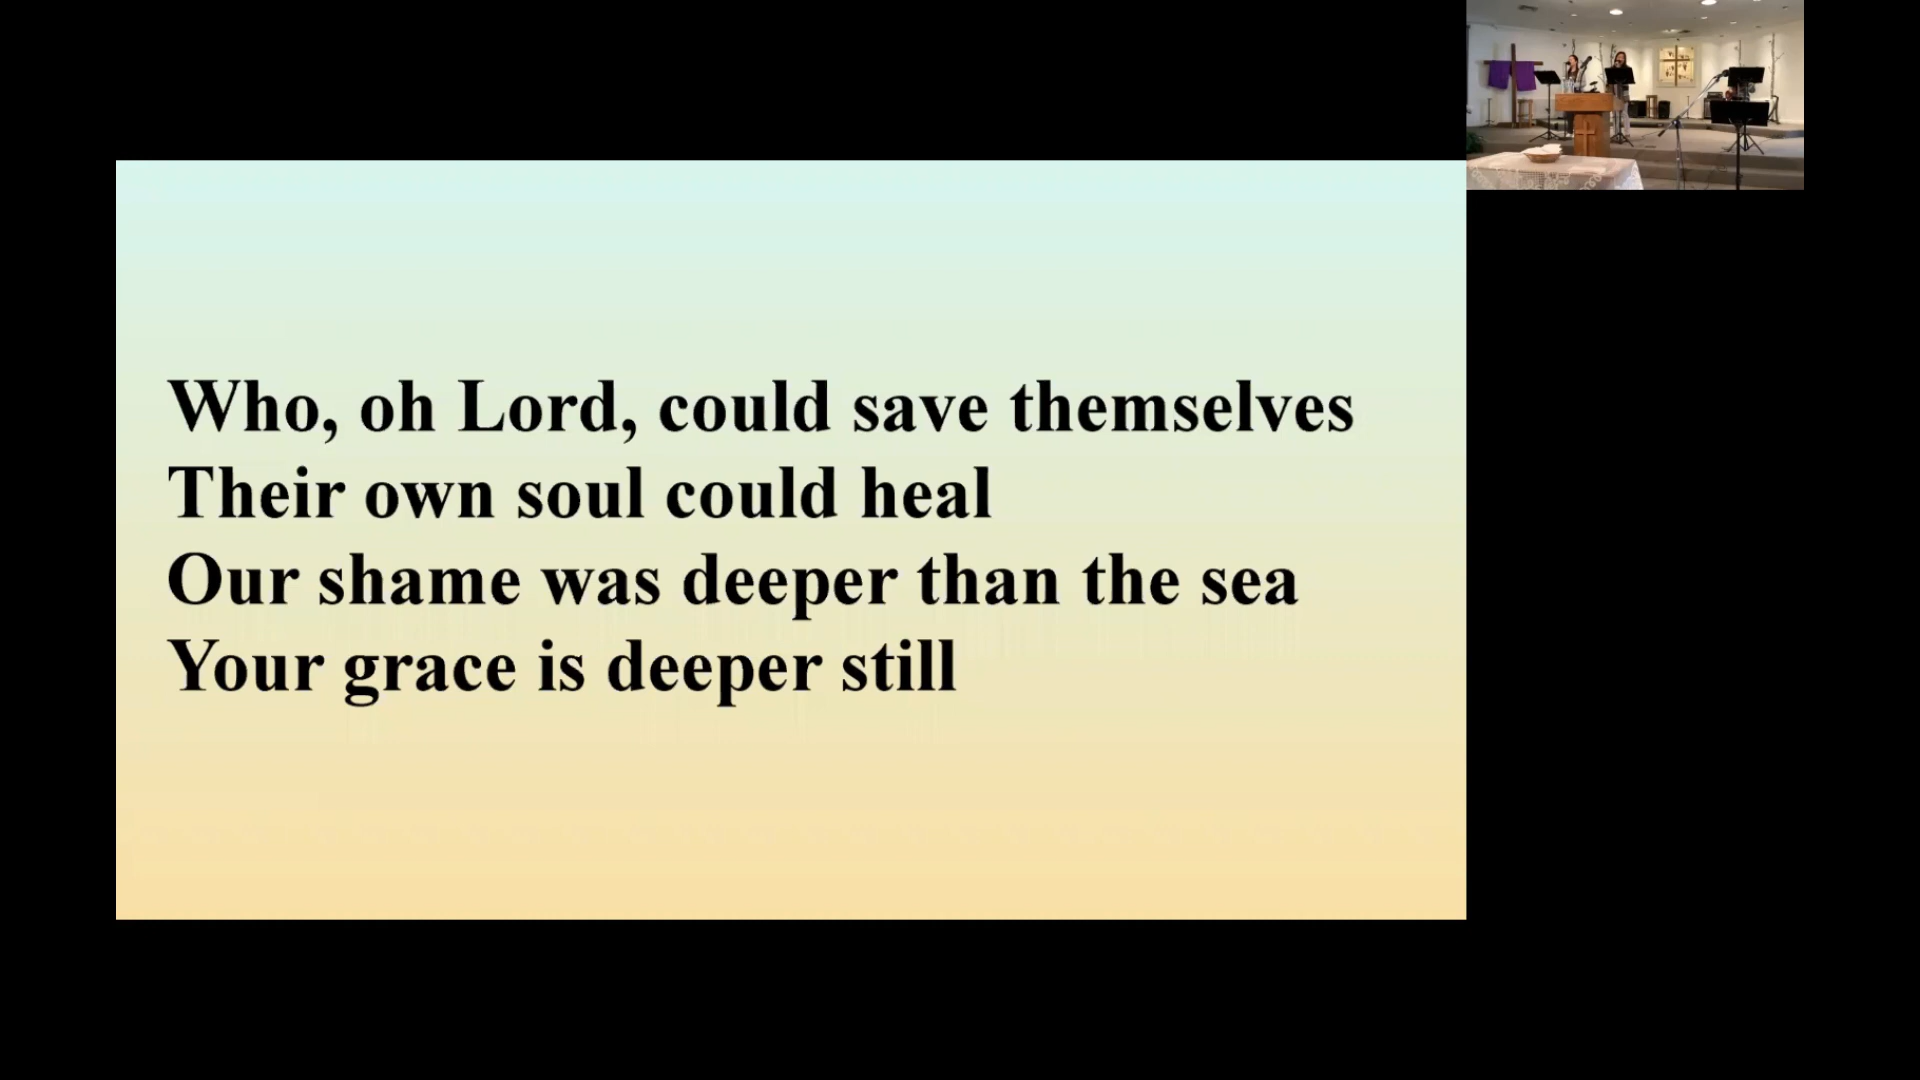 Who, oh Lord, could save themselves
Their own soul could heal
Our shame was deeper than the sea
Your grace is deeper still